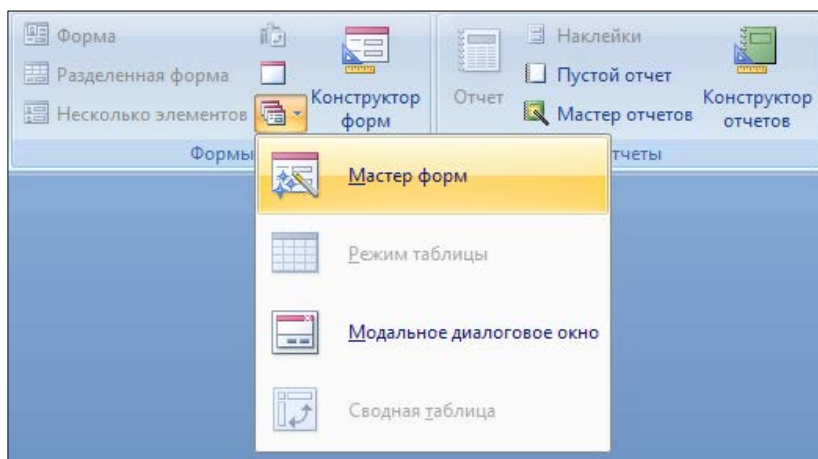 Форма
Разделенная форма
Несколько элементов
Конструктор
форм
Формы
Отчет
Наклейки
Пустой отчет
Мастер отчетов
Конструктор
отчетов
тчеты
Мастер форм
Режим таблицы
Модальное диалоговое окно
Сводная таблица